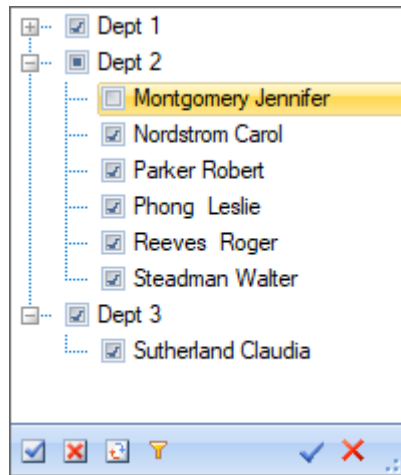 Dept 1
Dept 2
Montgomery Jennifer
Nordstrom Carol
Parker Robert
Phong  Leslie
Reeves  Roger
Steadman Walter
Dept 3
Sutherland Claudia